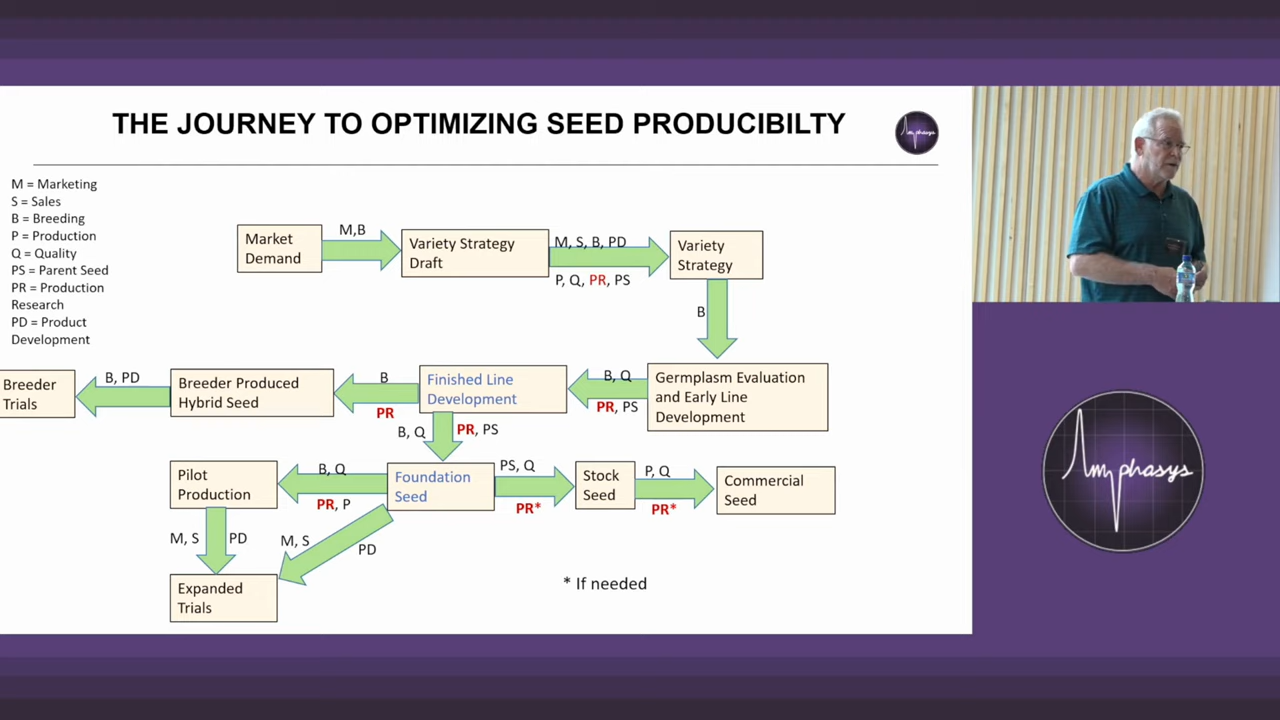 THE JOURNEY TO OPTIMIZING SEED PRODUCIBILTY
Amphasys
M = Marketing
S = Sales
B = Breeding
P = Production
Q = Quality
PS = Parent Seed
PR = Production
Research
PD = Product
Development
Market
Demand
M,B
Variety Strategy
Draft
M, S, B, PD
P, Q, PR, PS
Variety
Strategy
B
Breeder
Trials
B, PD
Breeder Produced
Hybrid Seed
B
PR
Finished Line
Development
B, Q
PR, PS
Germplasm Evaluation
and Early Line
Development
B, Q
PR, PS
Pilot
Production
B, Q
PR, P
Foundation
Seed
PS, Q
PR*
Stock
Seed
P, Q
PR*
Commercial
Seed
M, S
PD
M, S
PD
Expanded
Trials
* If needed
Amphasys